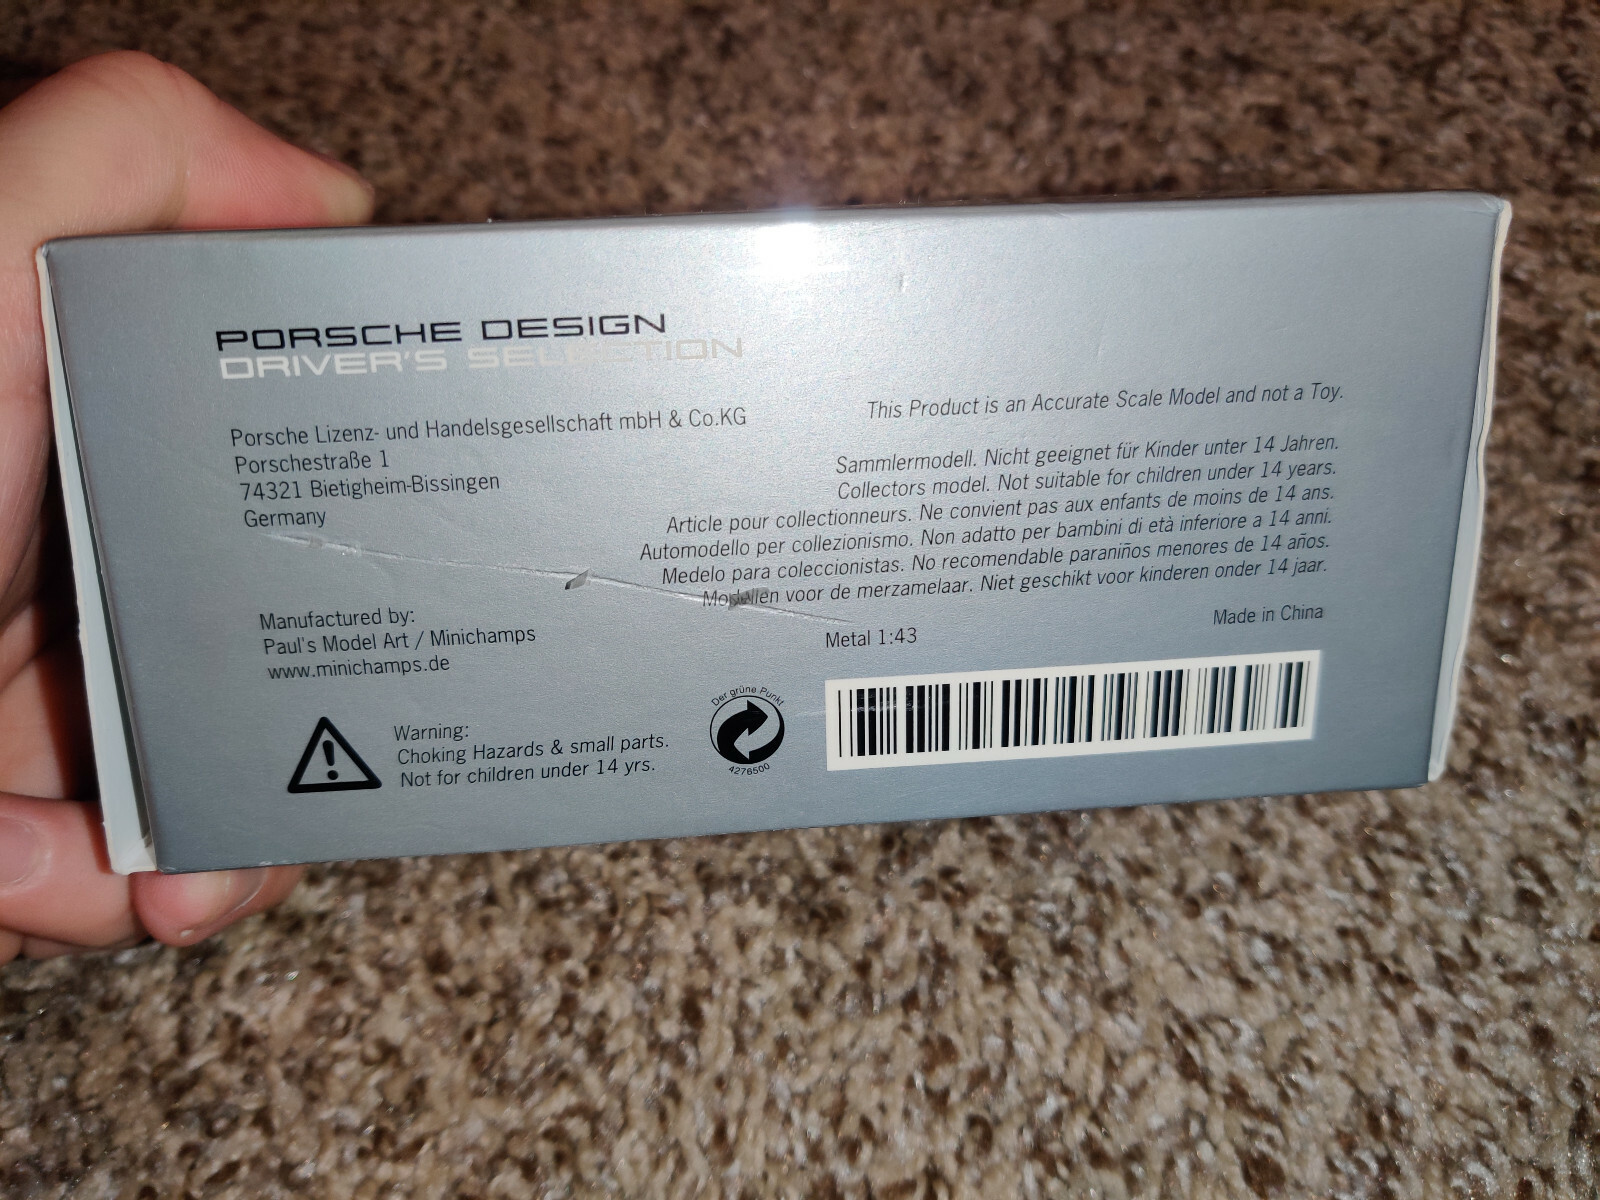 PORSCHE DESIGN
DRIVER'S SELECTION
Porsche Lizenz- und Handelsgesellschaft mbH & Co.KG
Porschestraße 1
74321 Bietigheim-Bissingen
Germany
Manufactured by:
Paul's Model Art / Minichamps
www.minichamps.de
Warning:
Choking Hazards & small parts.
Not for children under 14 yrs.
Der grüne Punkt
4276500
This Product is an Accurate Scale Model and not a Toy.
Sammlermodell. Nicht geeignet für Kinder unter 14 Jahren.
Collectors model. Not suitable for children under 14 years.
Article pour collectionneurs. Ne convient pas aux enfants de moins de 14 ans.
Automodello per collezionismo. Non adatto per bambini di età inferiore a 14 anni.
Medelo para coleccionistas. No recomendable paraniños menores de 14 años.
Modellen voor de merzamelaar. Niet geschikt voor kinderen onder 14 jaar.
Made in China
Metal 1:43